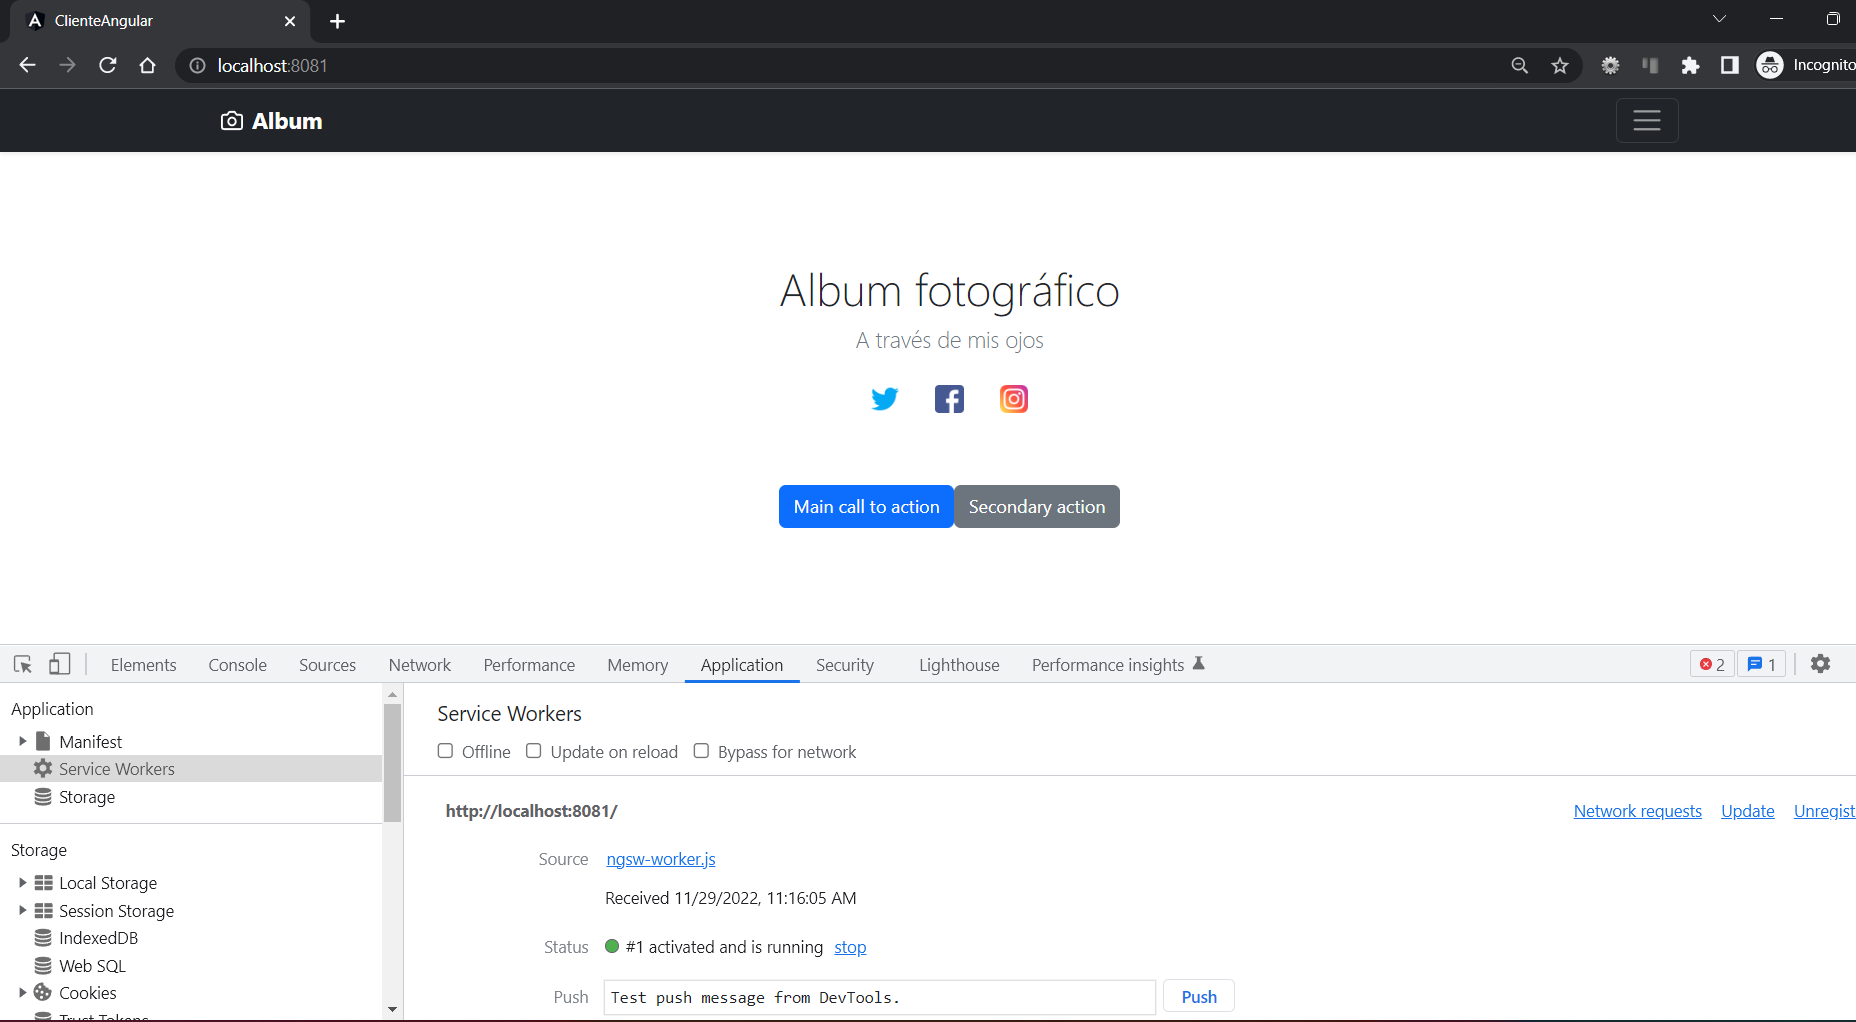 ClienteAngular
localhost:8081
Incognito
Album
Album fotográfico
A través de mis ojos
Main call to action Secondary action
Elements Console Sources Network Performance Memory Application Security Lighthouse Performance insights 2 1
Application
Manifest
Service Workers
Storage
Storage
Local Storage
Session Storage
IndexedDB
Web SQL
Cookies
Trust Tokens
Service Workers
Offline Update on reload Bypass for network
http://localhost:8081/ Network requests Update Unregist
Source ngsw-worker.js
Received 11/29/2022, 11:16:05 AM
Status #1 activated and is running stop
Push Test push message from DevTools. Push